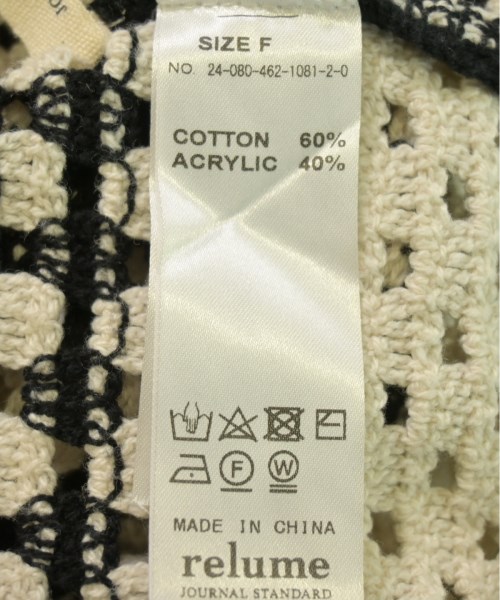 SIZE F
NO. 24-080-462-1081-2-0
COTTON 60%
ACRYLIC 40%
F W
MADE IN CHINA
relume
JOURNAL STANDARD